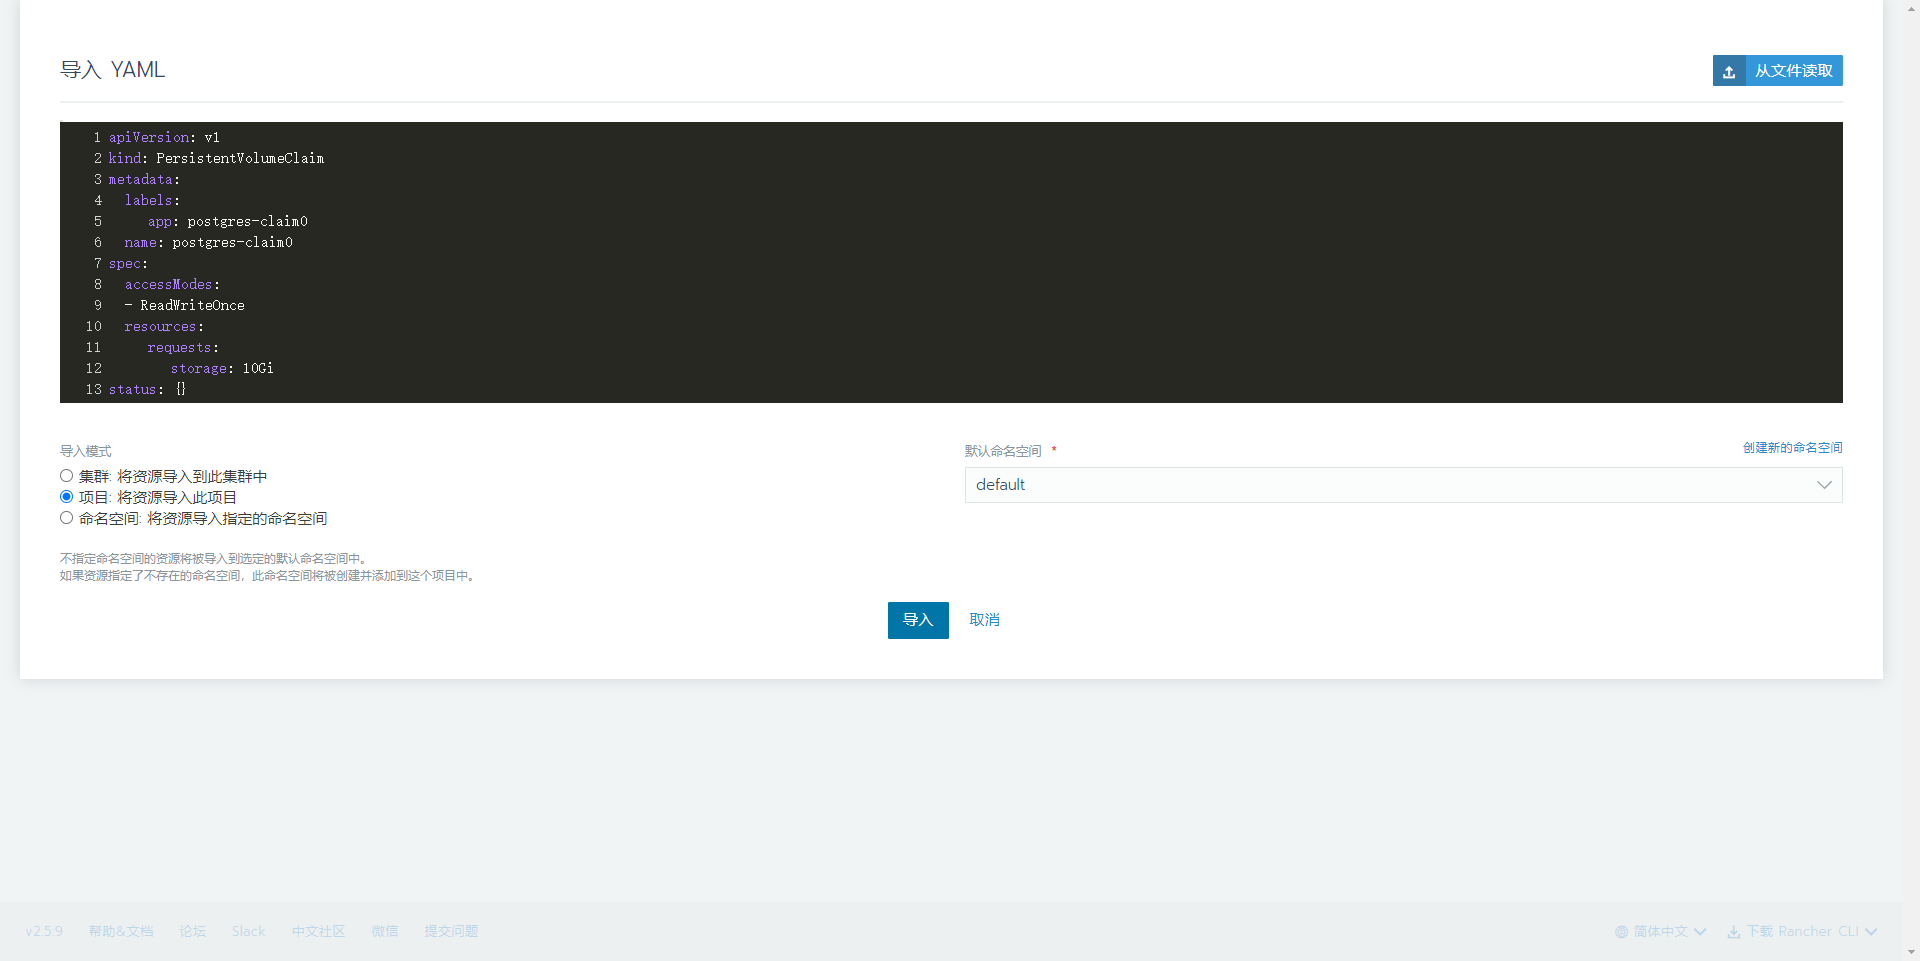 导入 YAML
从文件读取
1 apiVersion: v1
2 kind: PersistentVolumeClaim
3 metadata:
4   labels:
5      app: postgres-claim0
6   name: postgres-claim0
7 spec:
8   accessModes:
9   - ReadWriteOnce
10   resources:
11      requests:
12         storage: 10Gi
13 status: {}
导入模式
集群: 将资源导入到此集群中
项目: 将资源导入此项目
命名空间: 将资源导入指定的命名空间
默认命名空间 *
创建新的命名空间
default
不指定命名空间的资源将被导入到选定的默认命名空间中。
如果资源指定了不存在的命名空间，此命名空间将被创建并添加到这个项目中。
导入 取消
v2.5.9 帮助&文档 论坛 Slack 中文社区 微信 提交问题 简体中文 下载 Rancher CLI